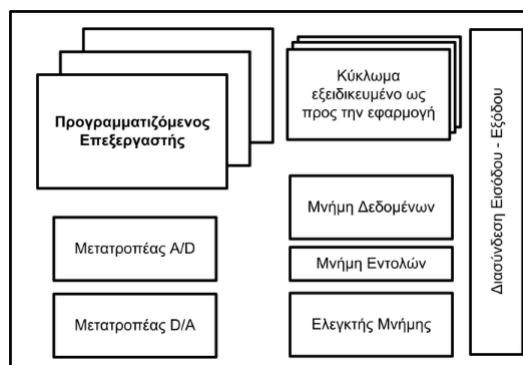 Προγραμματιζόμενος
Επεξεργαστής
Κύκλωμα
εξειδικευμένο ως
προς την εφαρμογή
Μετατροπέας A/D
Μετατροπέας D/A
Μνήμη Δεδομένων
Μνήμη Εντολών
Ελεγκτής Μνήμης
Διασύνδεση Εισόδου - Εξόδου